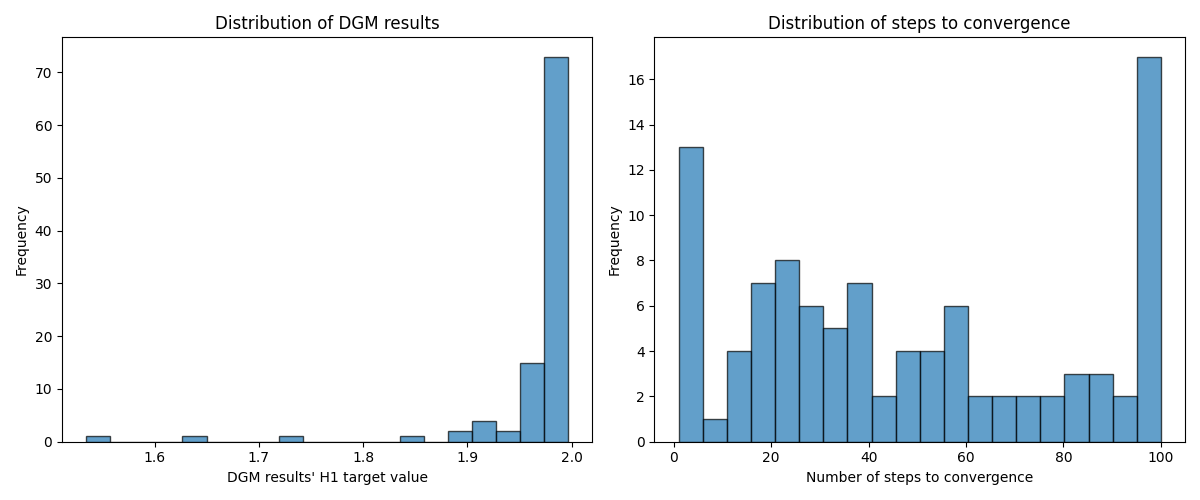 Distribution of DGM results
Frequency
70
60
50
40
30
20
10
0
1.6 1.7 1.8 1.9 2.0
DGM results' H1 target value
Distribution of steps to convergence
Frequency
16
14
12
10
8
6
4
2
0
0 20 40 60 80 100
Number of steps to convergence